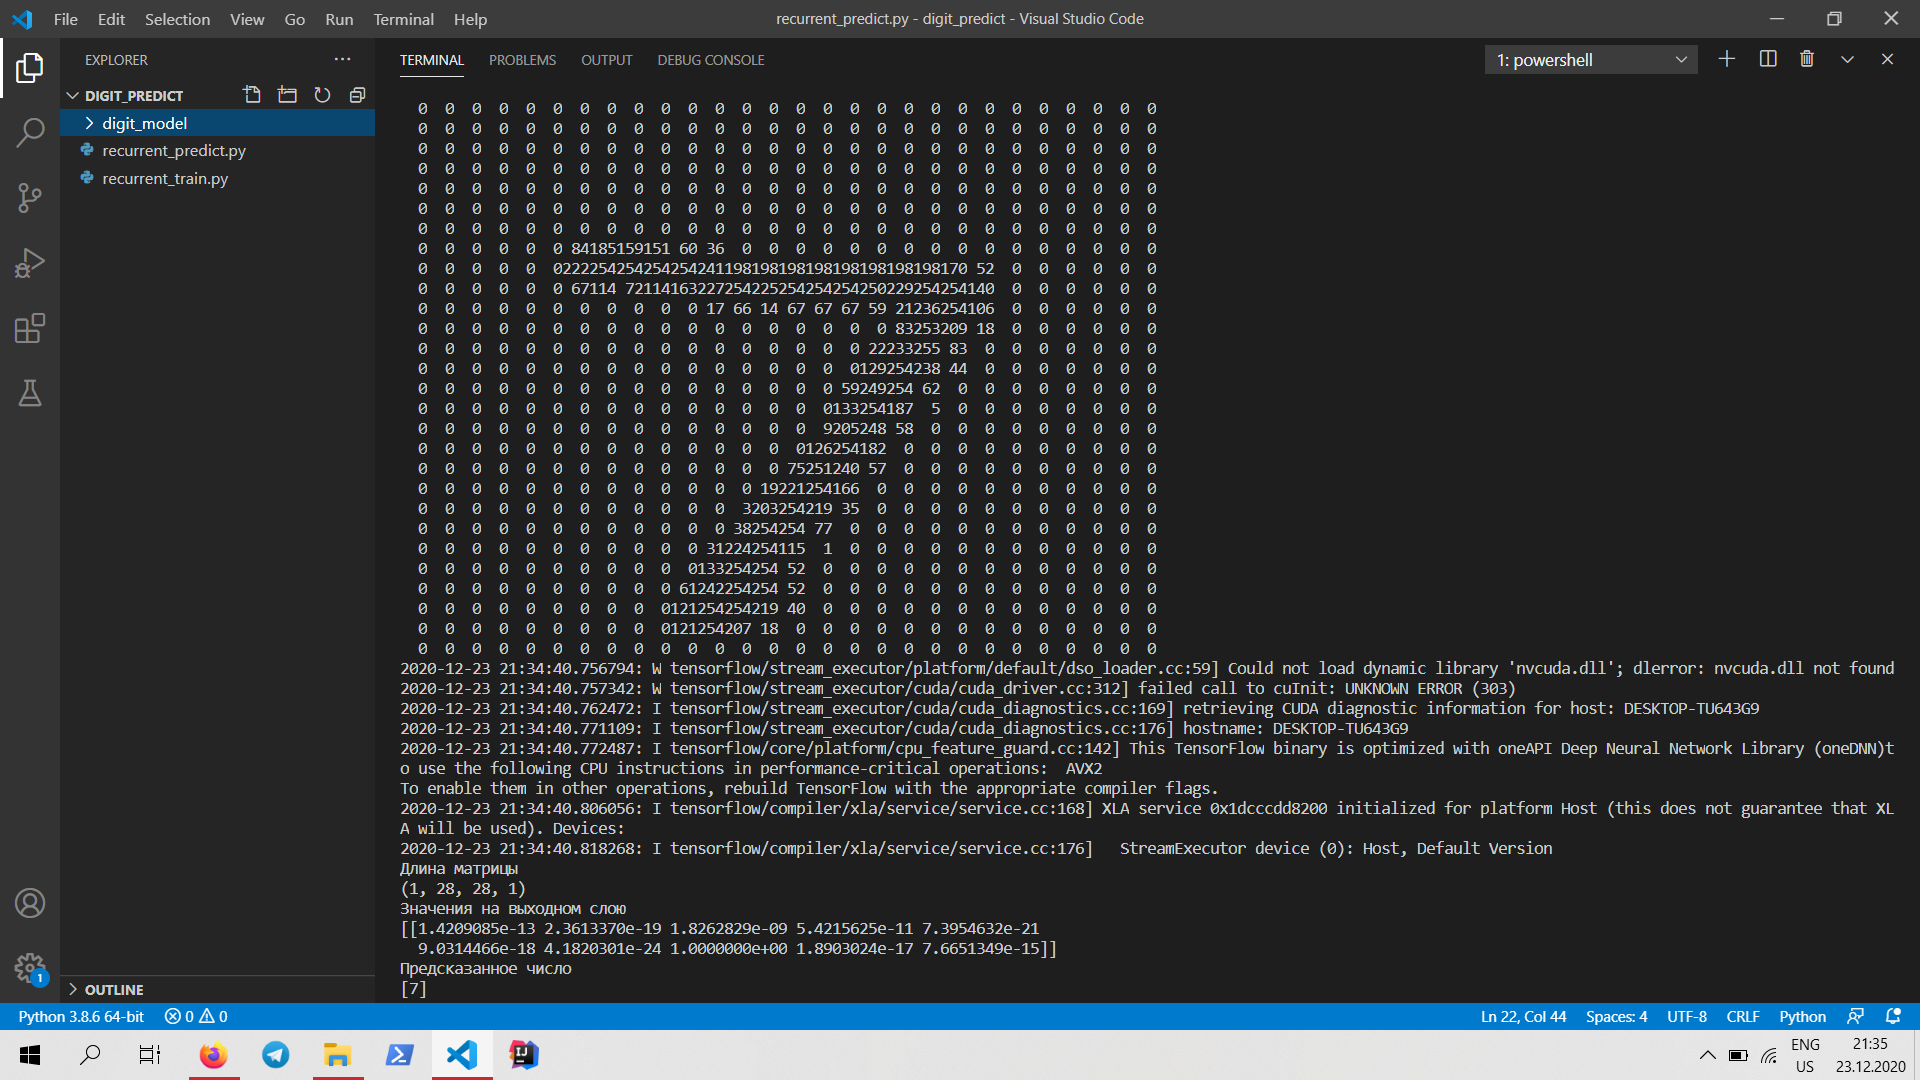 File Edit Selection View Go Run Terminal Help
recurrent_predict.py - digit_predict - Visual Studio Code
EXPLORER
DIGIT_PREDICT
digit_model
recurrent_predict.py
recurrent_train.py
OUTLINE
TERMINAL PROBLEMS OUTPUT DEBUG CONSOLE
1: powershell
0 0 0 0 0 0 0 0 0 0 0 0 0 0 0 0 0 0 0 0 0 0 0 0 0 0 0 0
0 0 0 0 0 0 0 0 0 0 0 0 0 0 0 0 0 0 0 0 0 0 0 0 0 0 0 0
0 0 0 0 0 0 0 0 0 0 0 0 0 0 0 0 0 0 0 0 0 0 0 0 0 0 0 0
0 0 0 0 0 0 0 0 0 0 0 0 0 0 0 0 0 0 0 0 0 0 0 0 0 0 0 0
0 0 0 0 0 0 0 0 0 0 0 0 0 0 0 0 0 0 0 0 0 0 0 0 0 0 0 0
0 0 0 0 0 0 0 0 0 0 0 0 0 0 0 0 0 0 0 0 0 0 0 0 0 0 0 0
0 0 0 0 0 0 0 0 0 0 0 0 0 0 0 0 0 0 0 0 0 0 0 0 0 0 0 0
0 0 0 0 0 0 84185159151 60 36 0 0 0 0 0 0 0 0 0 0 0 0 0 0 0 0
0 0 0 0 0 0222254254254254241198198198198198198198198170 52 0 0 0 0 0 0
0 0 0 0 0 0 67114 72114163227254225254254254250229254254140 0 0 0 0 0 0
0 0 0 0 0 0 0 0 0 0 0 17 66 14 67 67 67 59 21236254106 0 0 0 0 0 0
0 0 0 0 0 0 0 0 0 0 0 0 0 0 0 0 0 0 83253209 18 0 0 0 0 0 0
0 0 0 0 0 0 0 0 0 0 0 0 0 0 0 0 0 22233255 83 0 0 0 0 0 0 0
0 0 0 0 0 0 0 0 0 0 0 0 0 0 0 0 0129254238 44 0 0 0 0 0 0 0
0 0 0 0 0 0 0 0 0 0 0 0 0 0 0 0 59249254 62 0 0 0 0 0 0 0 0
0 0 0 0 0 0 0 0 0 0 0 0 0 0 0 0133254187 5 0 0 0 0 0 0 0 0
0 0 0 0 0 0 0 0 0 0 0 0 0 0 0 9205248 58 0 0 0 0 0 0 0 0 0
0 0 0 0 0 0 0 0 0 0 0 0 0 0 0126254182 0 0 0 0 0 0 0 0 0 0
0 0 0 0 0 0 0 0 0 0 0 0 0 0 75251240 57 0 0 0 0 0 0 0 0 0 0
0 0 0 0 0 0 0 0 0 0 0 0 0 19221254166 0 0 0 0 0 0 0 0 0 0 0
0 0 0 0 0 0 0 0 0 0 0 0 3203254219 35 0 0 0 0 0 0 0 0 0 0 0
0 0 0 0 0 0 0 0 0 0 0 0 38254254 77 0 0 0 0 0 0 0 0 0 0 0 0
0 0 0 0 0 0 0 0 0 0 0 31224254115 1 0 0 0 0 0 0 0 0 0 0 0 0
0 0 0 0 0 0 0 0 0 0 0133254254 52 0 0 0 0 0 0 0 0 0 0 0 0 0
0 0 0 0 0 0 0 0 0 0 61242254254 52 0 0 0 0 0 0 0 0 0 0 0 0 0
0 0 0 0 0 0 0 0 0 0121254254219 40 0 0 0 0 0 0 0 0 0 0 0 0 0
0 0 0 0 0 0 0 0 0 0121254207 18 0 0 0 0 0 0 0 0 0 0 0 0 0 0
0 0 0 0 0 0 0 0 0 0 0 0 0 0 0 0 0 0 0 0 0 0 0 0 0 0 0 0
2020-12-23 21:34:40.756794: W tensorflow/stream_executor/platform/default/dso_loader.cc:59] Could not load dynamic library 'nvcuda.dll'; dlerror: nvcuda.dll not found
2020-12-23 21:34:40.757342: W tensorflow/stream_executor/cuda/cuda_driver.cc:312] failed call to cuInit: UNKNOWN ERROR (303)
2020-12-23 21:34:40.762472: I tensorflow/stream_executor/cuda/cuda_diagnostics.cc:169] retrieving CUDA diagnostic information for host: DESKTOP-TU643G9
2020-12-23 21:34:40.771109: I tensorflow/stream_executor/cuda/cuda_diagnostics.cc:176] hostname: DESKTOP-TU643G9
2020-12-23 21:34:40.772487: I tensorflow/core/platform/cpu_feature_guard.cc:142] This TensorFlow binary is optimized with oneAPI Deep Neural Network Library (oneDNN)t
o use the following CPU instructions in performance-critical operations:  AVX2
To enable them in other operations, rebuild TensorFlow with the appropriate compiler flags.
2020-12-23 21:34:40.806056: I tensorflow/compiler/xla/service/service.cc:168] XLA service 0x1dcccdd8200 initialized for platform Host (this does not guarantee that XL
A will be used). Devices:
2020-12-23 21:34:40.818268: I tensorflow/compiler/xla/service/service.cc:176]   StreamExecutor device (0): Host, Default Version
Длина матрицы
(1, 28, 28, 1)
Значения на выходном слою
[[1.4209085e-13 2.3613370e-19 1.8262829e-09 5.4215625e-11 7.3954632e-21
9.0314466e-18 4.1820301e-24 1.0000000e+00 1.8903024e-17 7.6651349e-15]]
Предсказанное число
[7]
1
Python 3.8.6 64-bit 0 0
Ln 22, Col 44 Spaces: 4 UTF-8 CRLF Python
ENG
US
21:35
23.12.2020